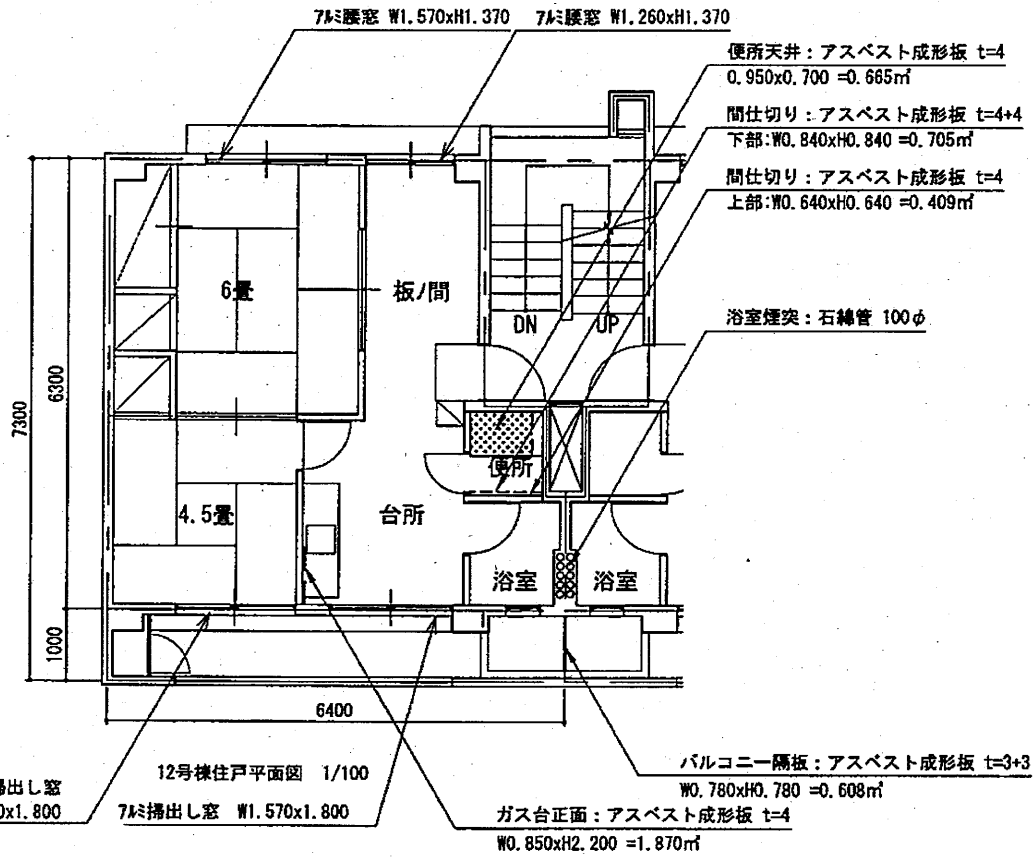 アルミ腰窓 W1.570xH1.370
アルミ腰窓 W1.260xH1.370
便所天井：アスベスト成形板 t=4
0.950x0.700 =0.665㎡
間仕切り：アスベスト成形板 t=4+4
下部:W0.840xH0.840 =0.705㎡
間仕切り：アスベスト成形板 t=4
上部:W0.640xH0.640 =0.409㎡
6畳
板ノ間
DN
UP
浴室煙突：石綿管 100φ
7300
6300
便所
4.5畳
台所
浴室
浴室
1000
6400
12号棟住戸平面図 1/100
掃出し窓
0x1.800
アルミ掃出し窓 W1.570x1.800
バルコニー隔板：アスベスト成形板 t=3+3
W0.780xH0.780 =0.608㎡
ガス台正面：アスベスト成形板 t=4
W0.850xH2.200 =1.870㎡